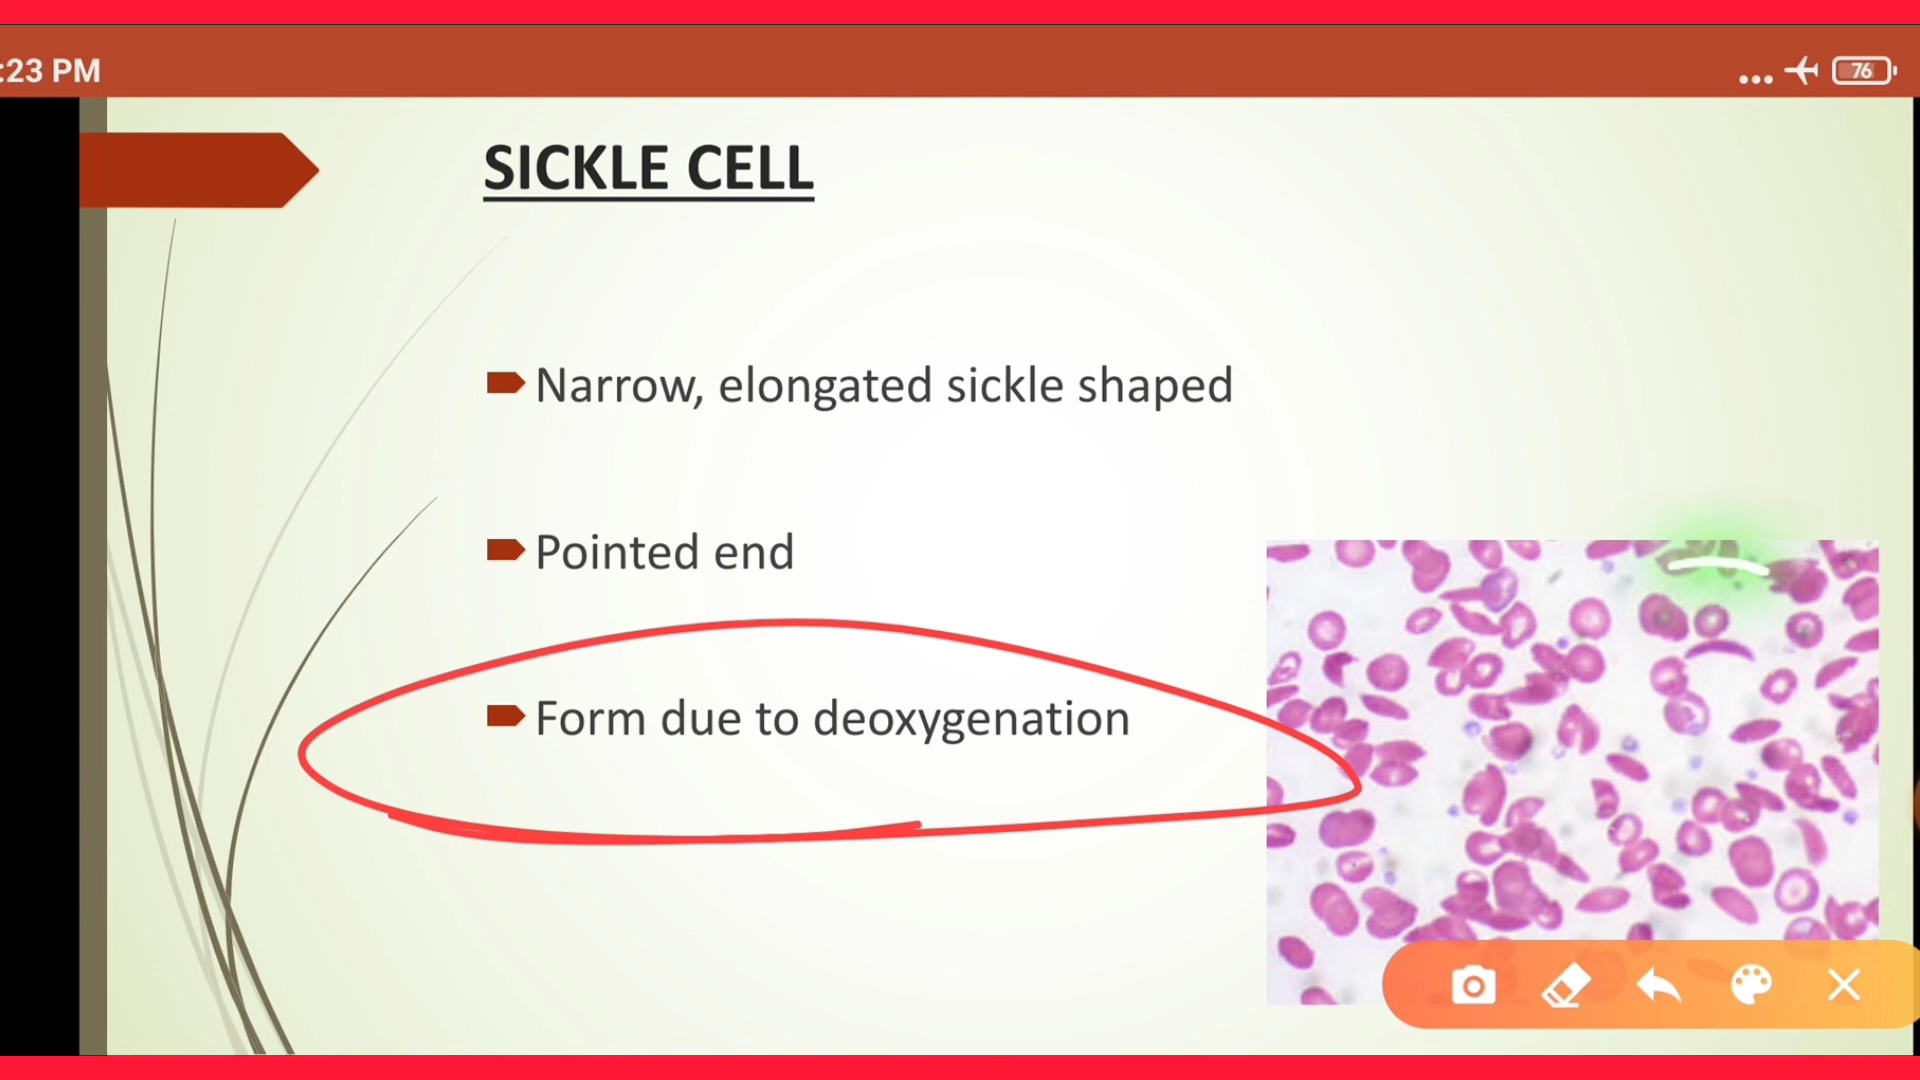 :23 PM
76
SICKLE CELL
Narrow, elongated sickle shaped
Pointed end
Form due to deoxygenation